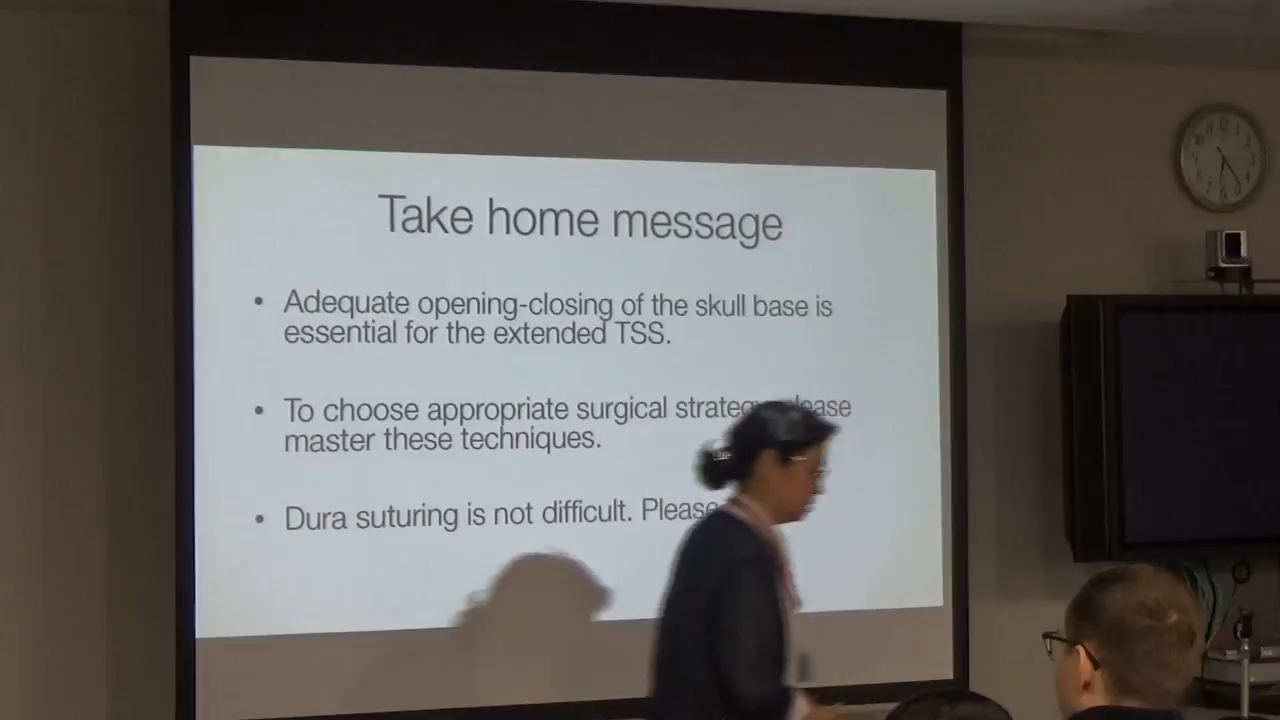 Take home message
• Adequate opening-closing of the skull base is
essential for the extended TSS.
• To choose appropriate surgical strategy, please
master these techniques.
• Dura suturing is not difficult. Please